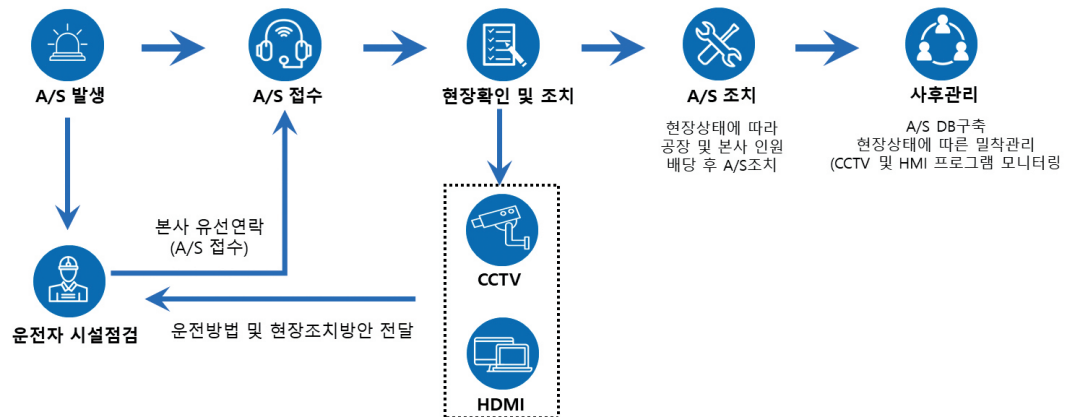 A/S 발생
A/S 접수
현장확인 및 조치
A/S 조치
사후관리
현장상태에 따라
공장 및 본사 인원
배당 후 A/S조치
A/S DB구축
현장상태에 따른 밀착관리
(CCTV 및 HMI 프로그램 모니터링
본사 유선연락
(A/S 접수)
CCTV
운전자 시설점검
운전방법 및 현장조치방안 전달
HDMI